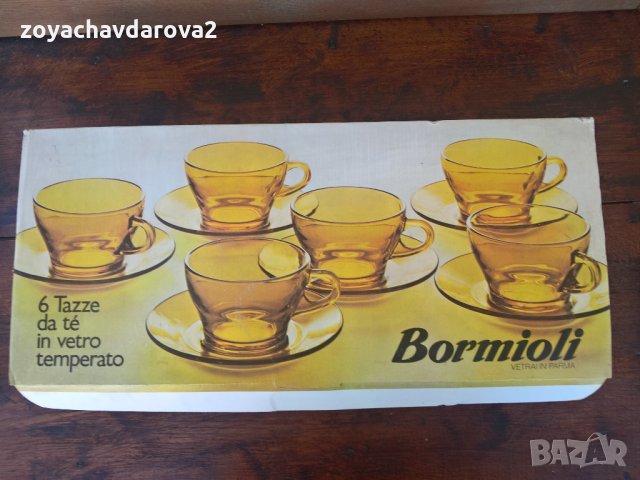 zoyachavdarova2
6 Tazze
da té
in vetro
temperato
Bormioli
VETRAI IN PARMA
BAZAR